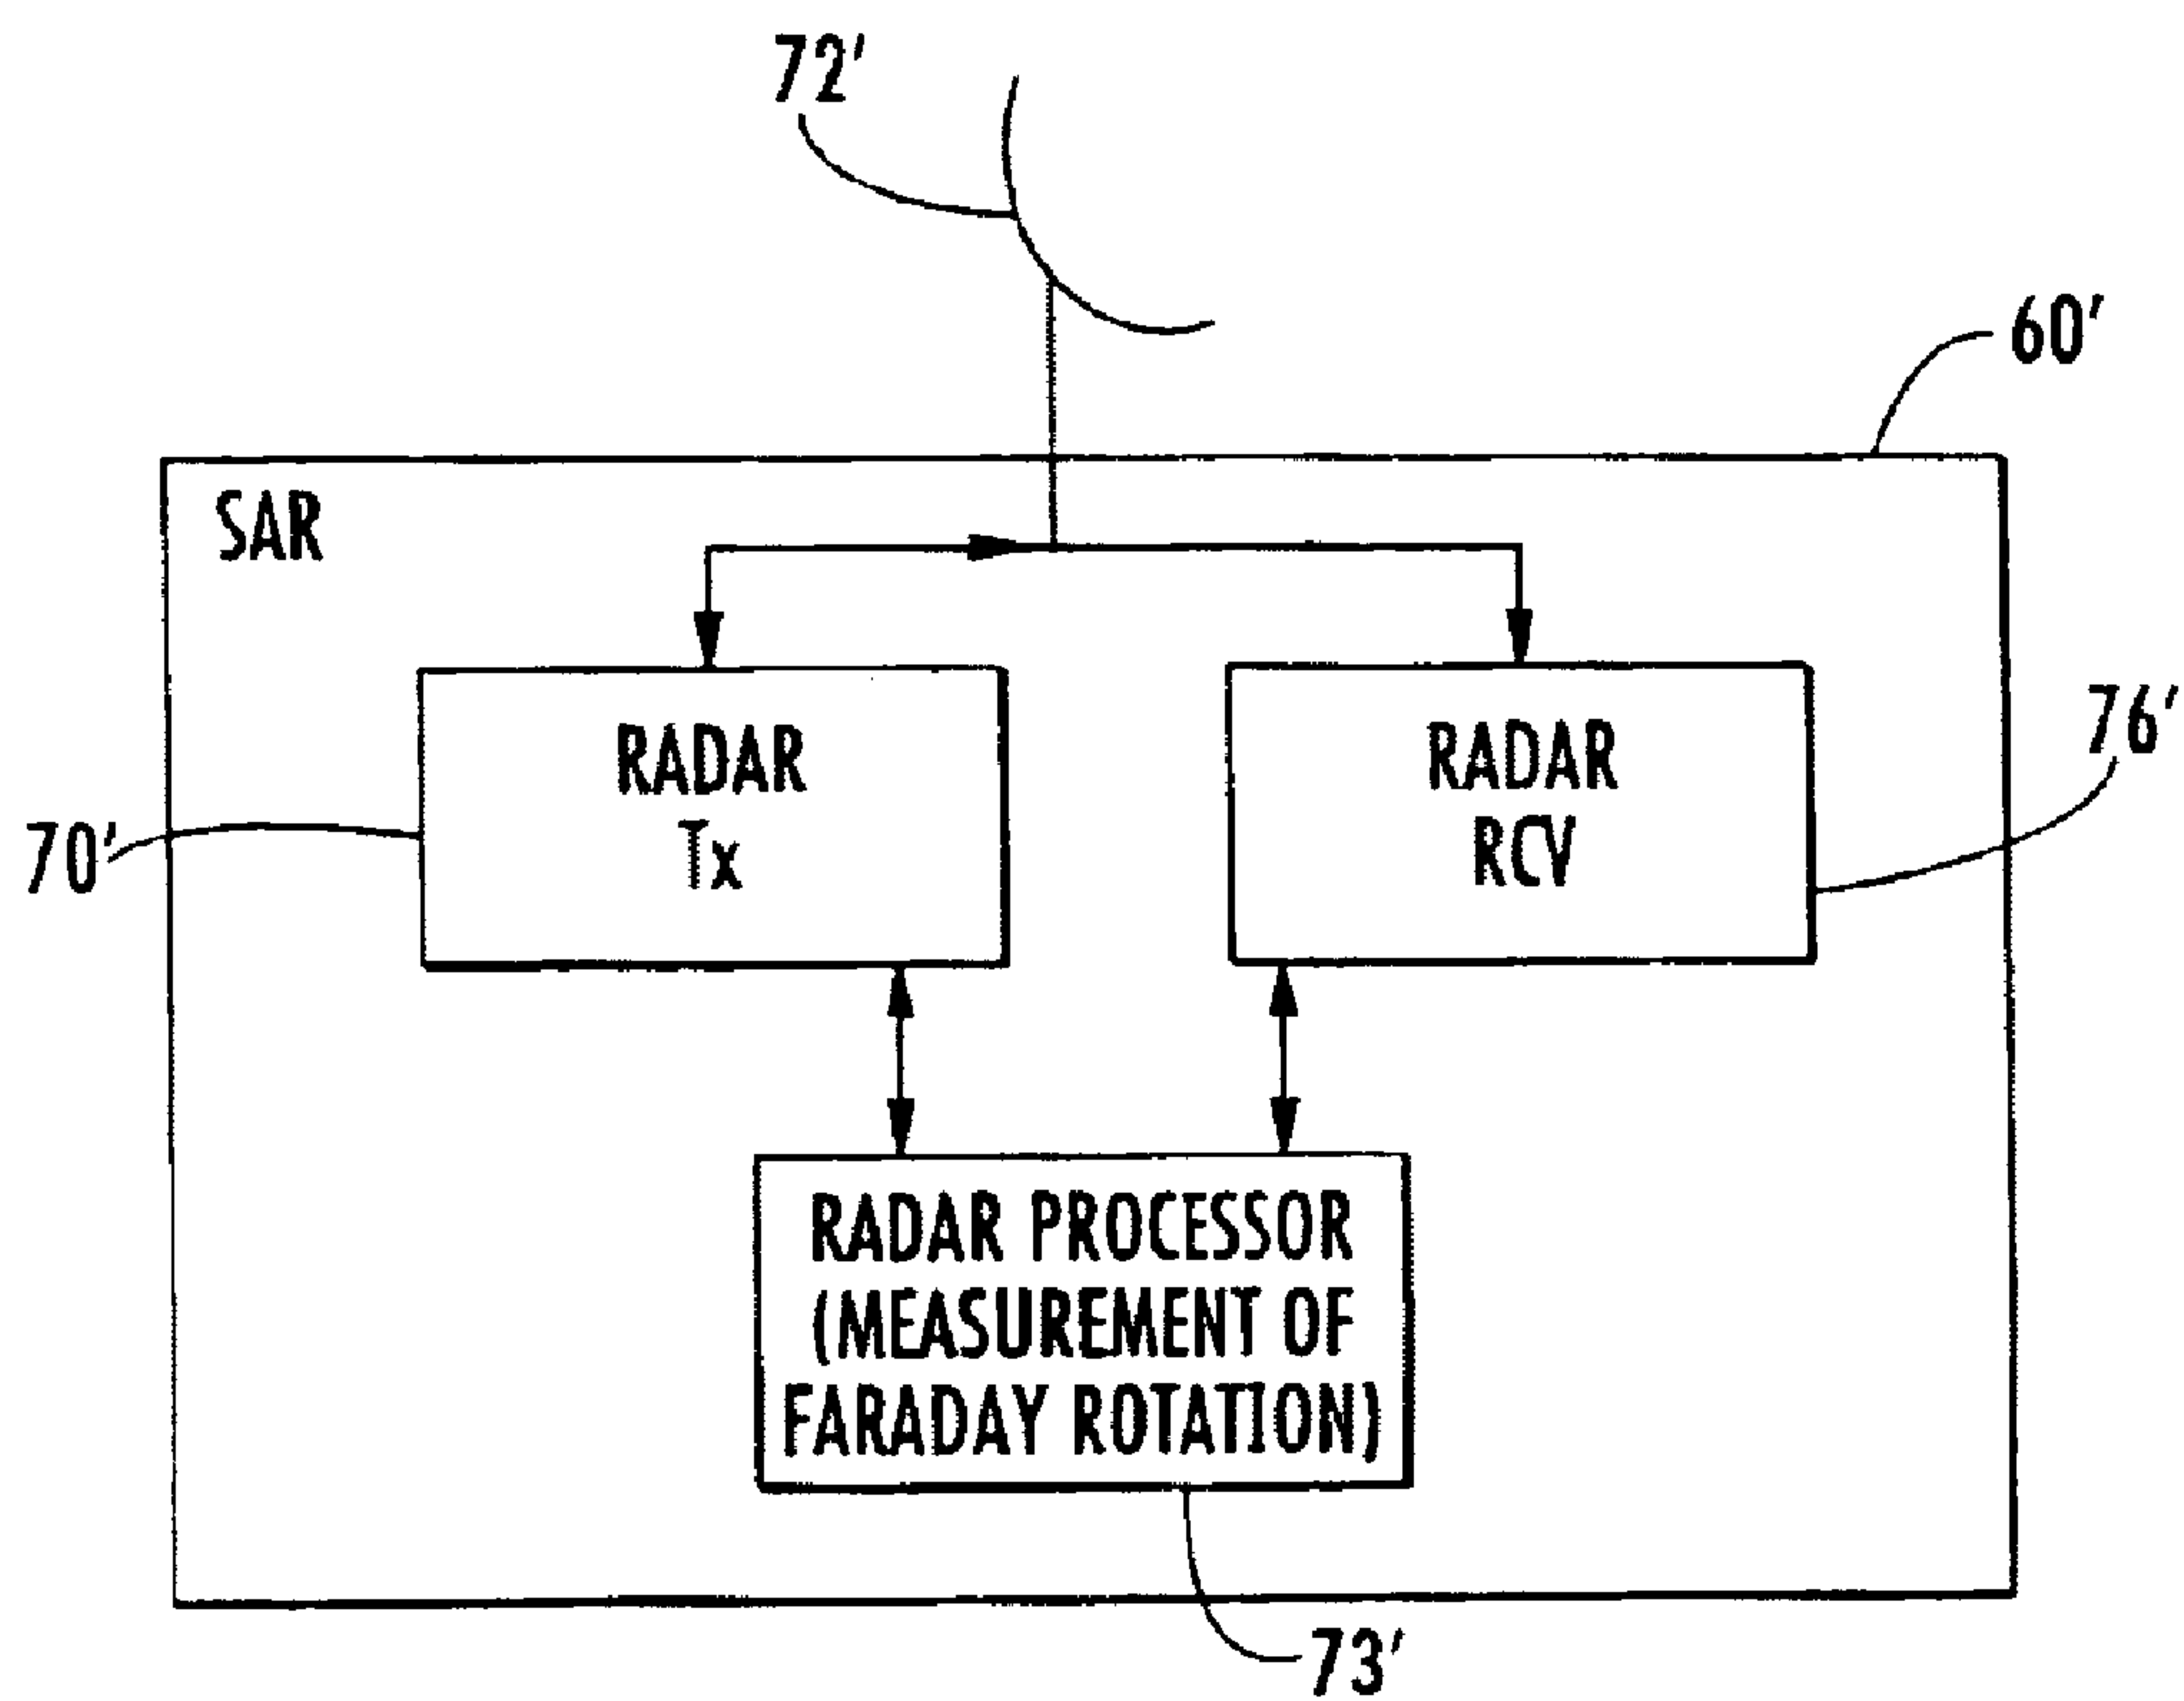 72'
60'
SAR
RADAR
Tx
RADAR
RCV
76'
70'
RADAR PROCESSOR
(MEASUREMENT OF
FARADAY ROTATION)
73'